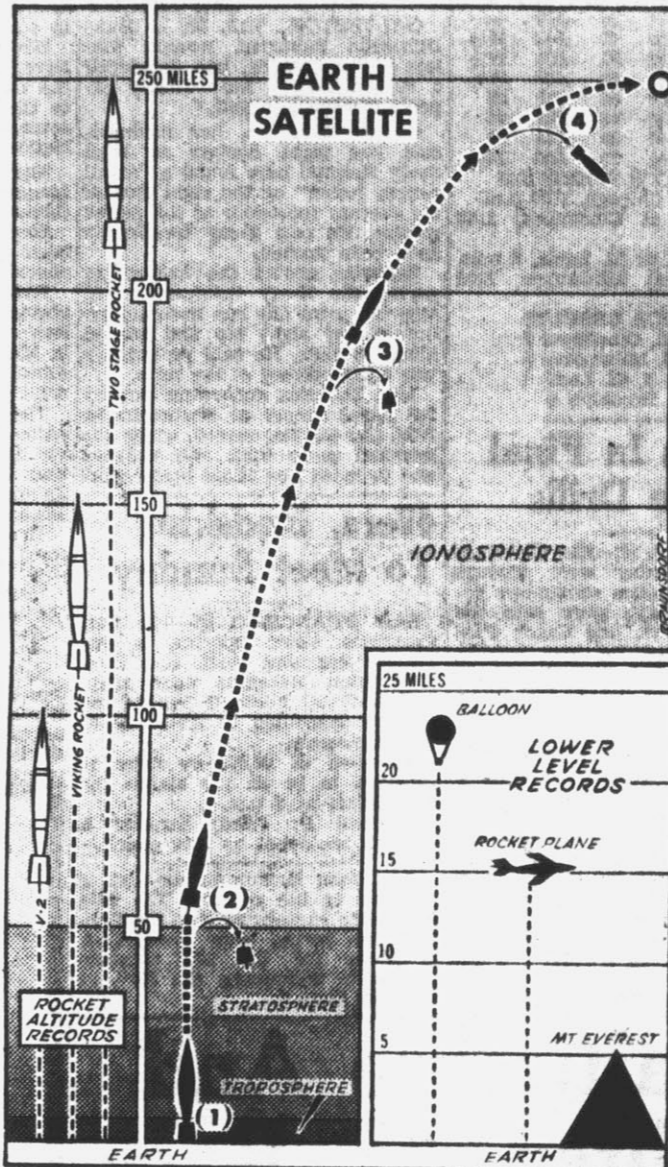 EARTH
SATELLITE
250 MILES
200
150
100
50
(4)
(3)
(2)
(1)
TWO STAGE ROCKET
VIKING ROCKET
V-2
ROCKET
ALTITUDE
RECORDS
IONOSPHERE
STRATOSPHERE
TROPOSPHERE
EARTH
25 MILES
20
15
10
5
BALLOON
LOWER
LEVEL
RECORDS
ROCKET PLANE
MT EVEREST
EARTH